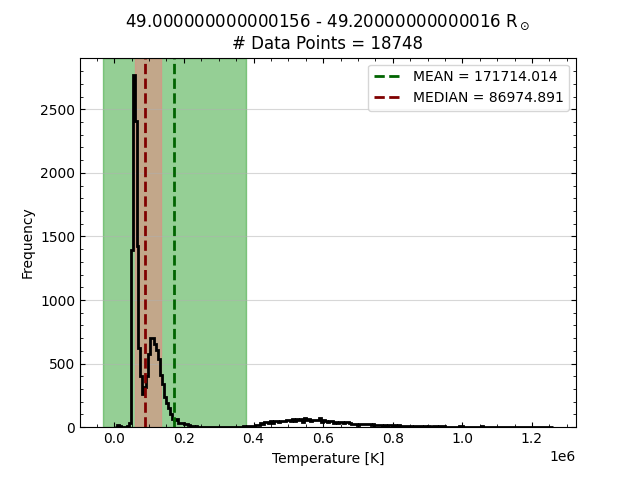 49.000000000000156 - 49.20000000000016 R⊙
# Data Points = 18748
MEAN = 171714.014
MEDIAN = 86974.891
2500
2000
1500
1000
500
0
Frequency
0.0 0.2 0.4 0.6 0.8 1.0 1.2
1e6
Temperature [K]